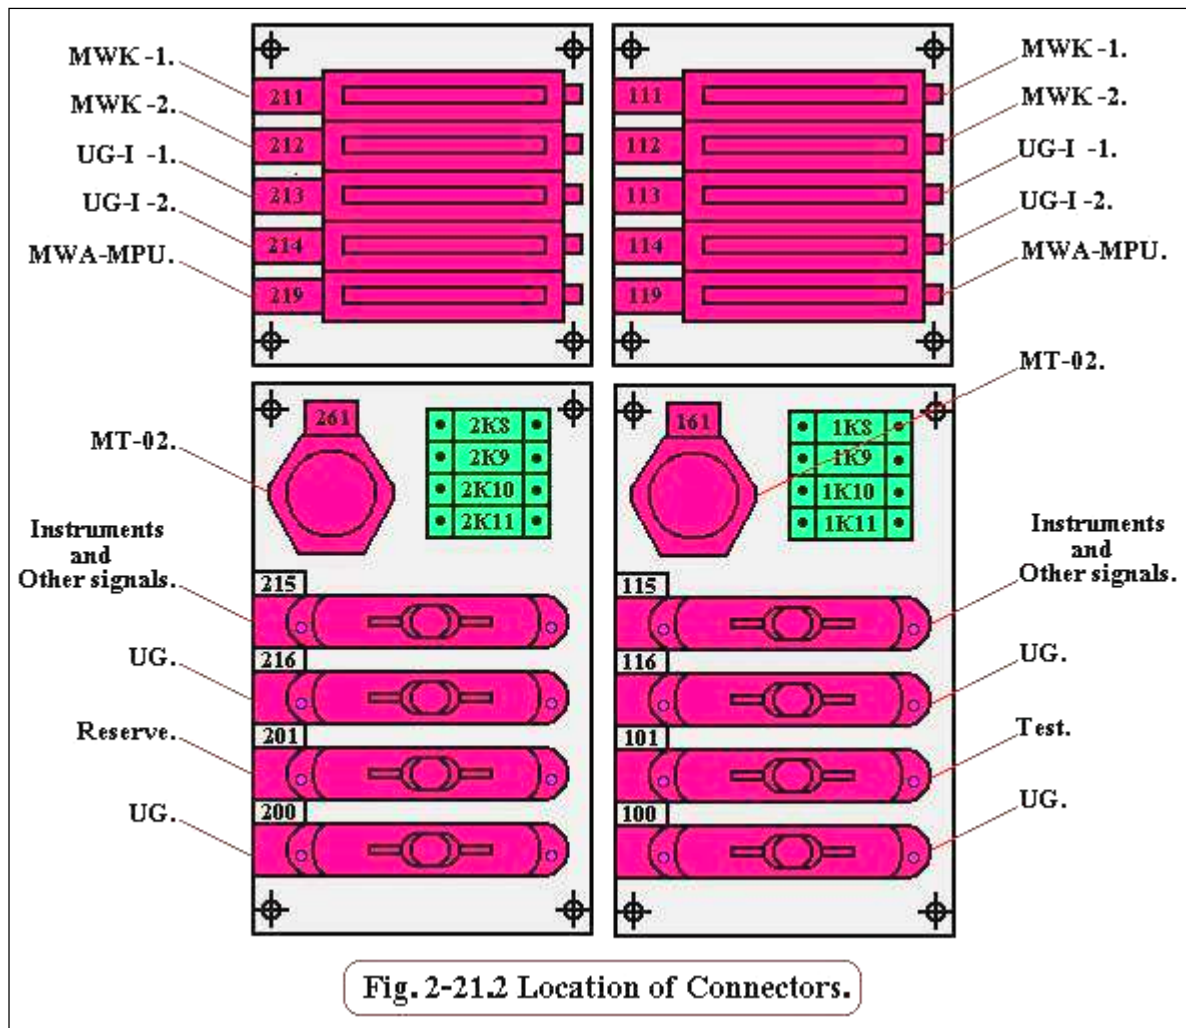 MWK -1.
MWK -2.
UG-I -1.
UG-I -2.
MWA-MPU.
211
212
213
214
219
111
112
113
114
119
MWK -1.
MWK -2.
UG-I -1.
UG-I -2.
MWA-MPU.
MT-02.
MT-02.
Instruments
and
Other signals.
UG.
Reserve.
UG.
261
2K8
2K9
2K10
2K11
215
216
201
200
161
1K8
1K9
1K10
1K11
115
116
101
100
Instruments
and
Other signals.
UG.
Test.
UG.
Fig. 2-21.2 Location of Connectors.